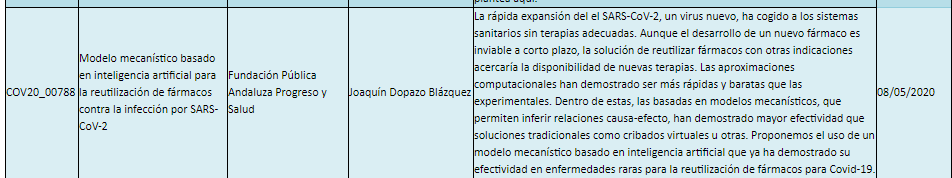 plantea aquí.
COV20_00788
Modelo mecanístico basado
en inteligencia artificial para
la reutilización de fármacos
contra la infección por SARS-
CoV-2
Fundación Pública
Andaluza Progreso y
Salud
Joaquín Dopazo Blázquez
La rápida expansión del el SARS-CoV-2, un virus nuevo, ha cogido a los sistemas
sanitarios sin terapias adecuadas. Aunque el desarrollo de un nuevo fármaco es
inviable a corto plazo, la solución de reutilizar fármacos con otras indicaciones
acercaría la disponibilidad de nuevas terapias. Las aproximaciones
computacionales han demostrado ser más rápidas y baratas que las
experimentales. Dentro de estas, las basadas en modelos mecanísticos, que
permiten inferir relaciones causa-efecto, han demostrado mayor efectividad que
soluciones tradicionales como cribados virtuales u otras. Proponemos el uso de un
modelo mecanístico basado en inteligencia artificial que ya ha demostrado su
efectividad en enfermedades raras para la reutilización de fármacos para Covid-19.
08/05/2020